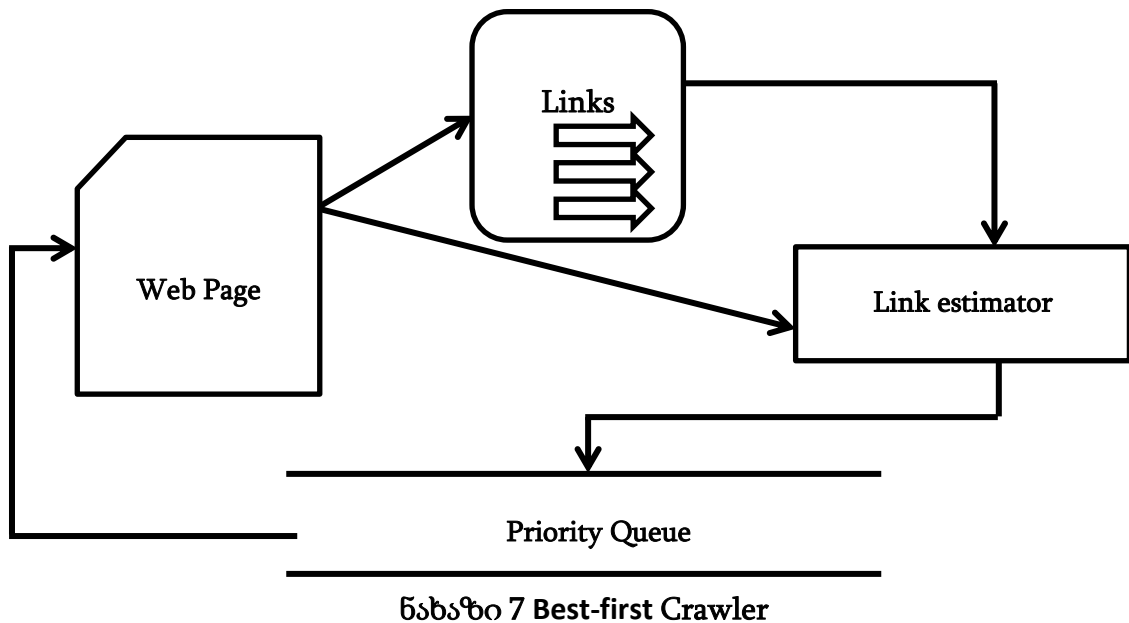 Links
Web Page
Link estimator
Priority Queue
ნახაზი 7 Best-first Crawler